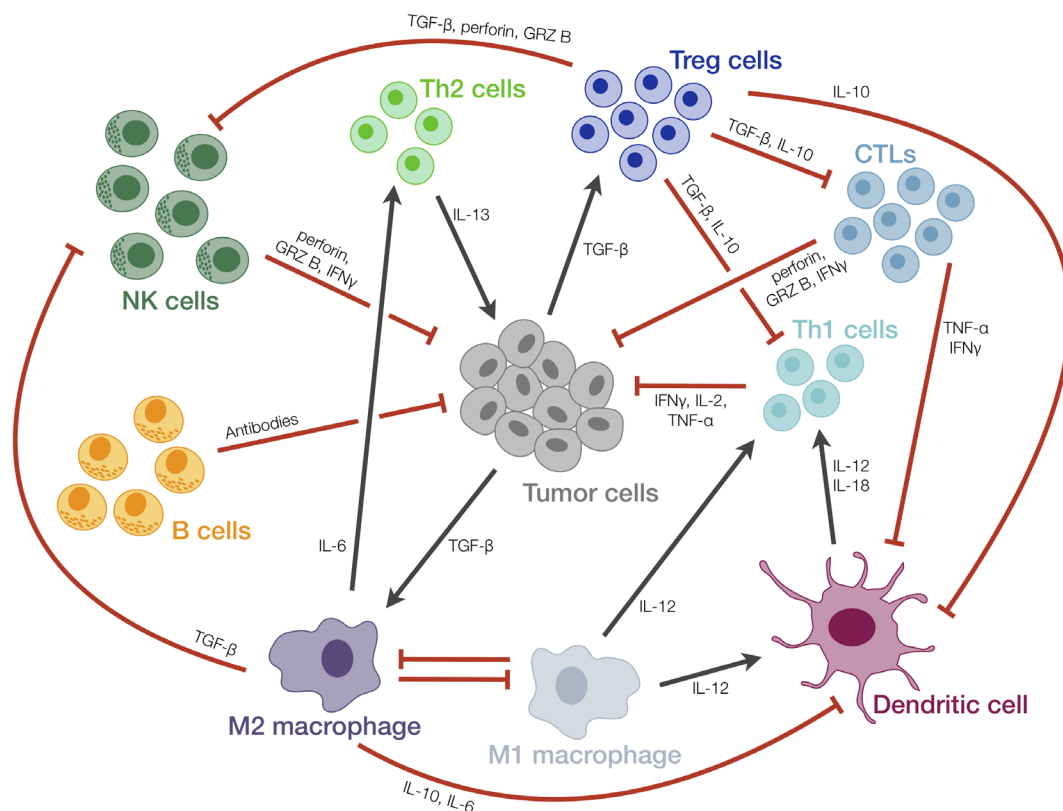 TGF-β, perforin, GRZ B
Treg cells
Th2 cells
IL-10
TGF-β, IL-10
CTLs
TGF-β, IL-10
IL-13
TGF-β
perforin,
GRZ B, IFNγ
perforin,
GRZ B, IFNγ
NK cells
Th1 cells
TNF-α
IFNγ
IFNγ, IL-2,
TNF-α
Antibodies
Tumor cells
IL-12
IL-18
B cells
IL-6
TGF-β
IL-12
TGF-β
IL-12
Dendritic cell
M2 macrophage
M1 macrophage
IL-10, IL-6